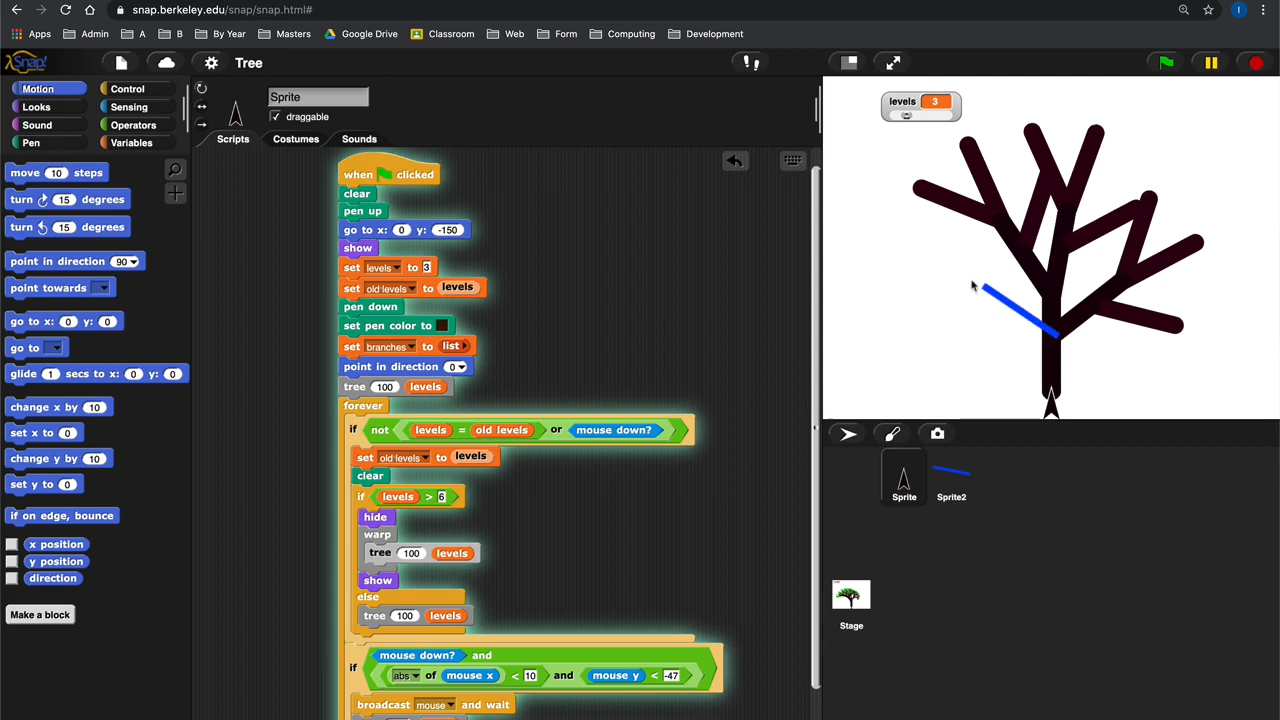 snap.berkeley.edu/snap/snap.html#
I
Apps Admin A B By Year Masters Google Drive Classroom Web Form Computing Development
λSnap! Tree
Motion Control
Looks Sensing
Sound Operators
Pen Variables
Sprite
draggable
Scripts Costumes Sounds
move 10 steps
turn 15 degrees
turn 15 degrees
point in direction 90
point towards
go to x: 0 y: 0
go to
glide 1 secs to x: 0 y: 0
change x by 10
set x to 0
change y by 10
set y to 0
if on edge, bounce
x position
y position
direction
Make a block
when clicked
clear
pen up
go to x: 0 y: -150
show
set levels to 3
set old levels to levels
pen down
set pen color to
set branches to list
point in direction 0
tree 100 levels
forever
if not levels = old levels or mouse down?
set old levels to levels
clear
if levels > 6
hide
warp
tree 100 levels
show
else
tree 100 levels
if mouse down? and
abs of mouse x < 10 and mouse y < -47
broadcast mouse and wait
levels 3
Sprite Sprite2
Stage